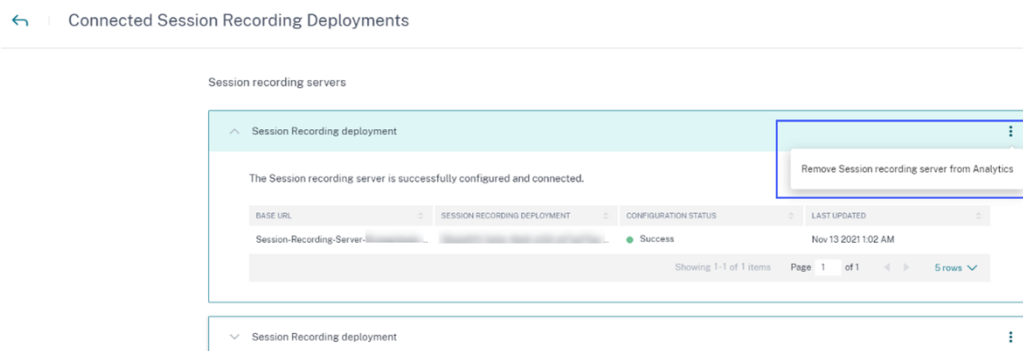 Connected Session Recording Deployments
Session recording servers
Session Recording deployment
Remove Session recording server from Analytics
The Session recording server is successfully configured and connected.
BASE URL SESSION RECORDING DEPLOYMENT CONFIGURATION STATUS LAST UPDATED
Session-Recording-Server- Success Nov 13 2021 1:02 AM
Showing 1-1 of 1 items Page 1 of 1 5 rows
Session Recording deployment